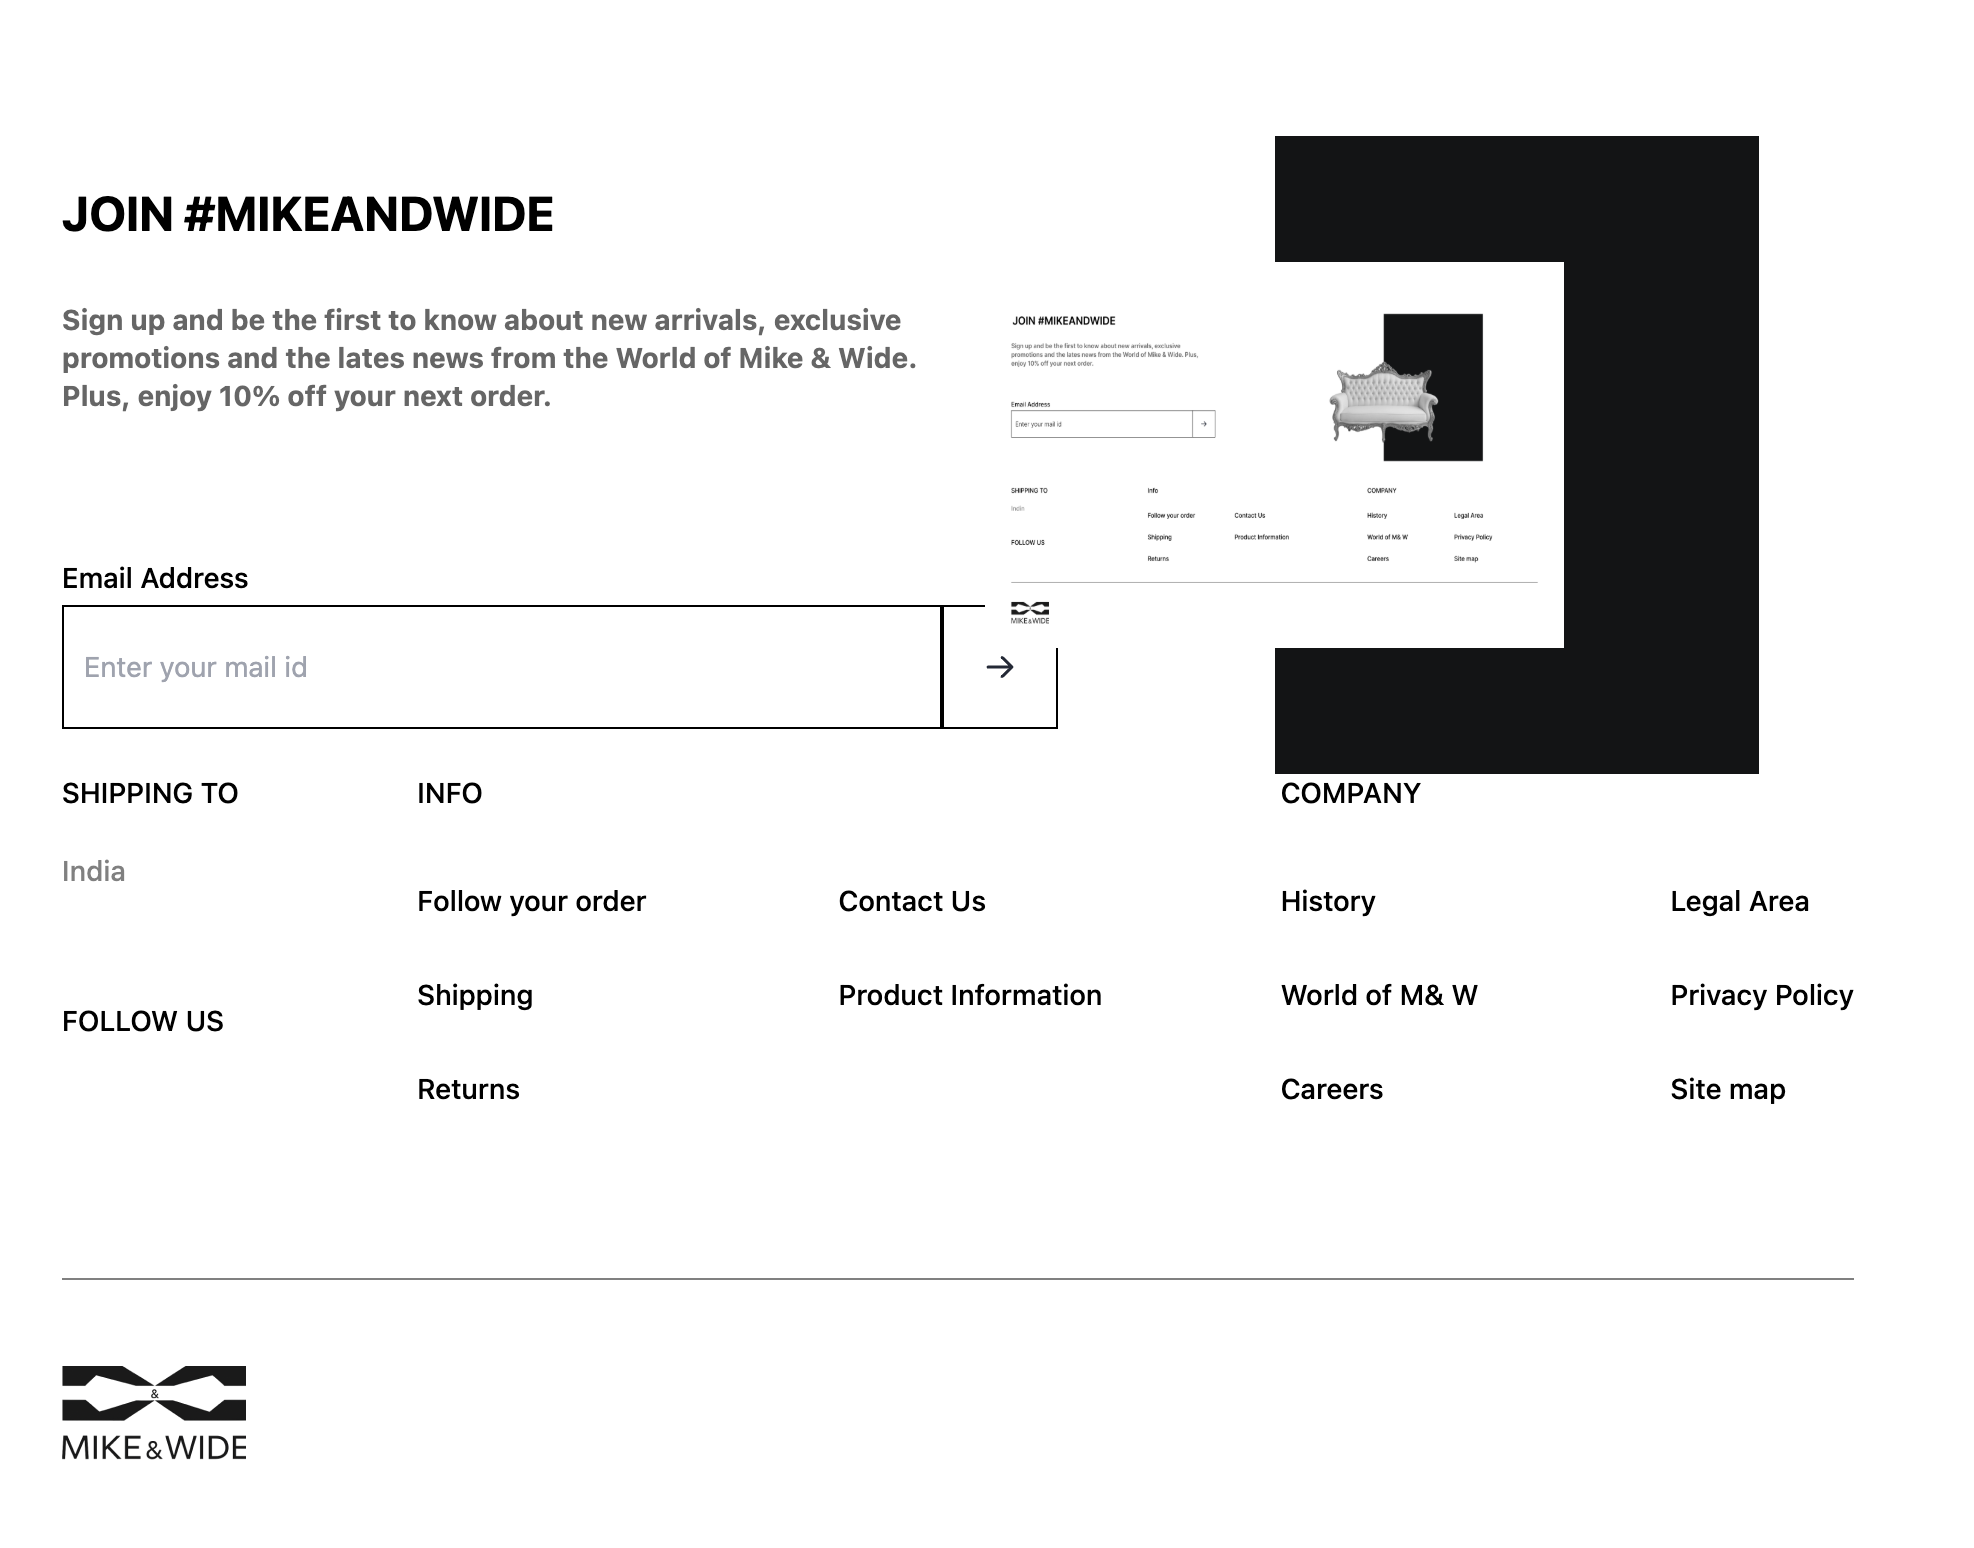 JOIN #MIKEANDWIDE
Sign up and be the first to know about new arrivals, exclusive
promotions and the lates news from the World of Mike & Wide.
Plus, enjoy 10% off your next order.
Email Address
Enter your mail id
JOIN #MIKEANDWIDE
Sign up and be the first to know about new arrivals, exclusive
promotions and the lates news from the World of Mike & Wide. Plus,
enjoy 10% off your next order.
Email Address
Enter your mail id
SHIPPING TO Info COMPANY
India
Follow your order Contact Us History Legal Area
Shipping Product Information World of M& W Privacy Policy
FOLLOW US
Returns Careers Site map
MIKE&WIDE
SHIPPING TO INFO COMPANY
India
Follow your order Contact Us History Legal Area
Shipping Product Information World of M& W Privacy Policy
FOLLOW US
Returns Careers Site map
&
MIKE&WIDE